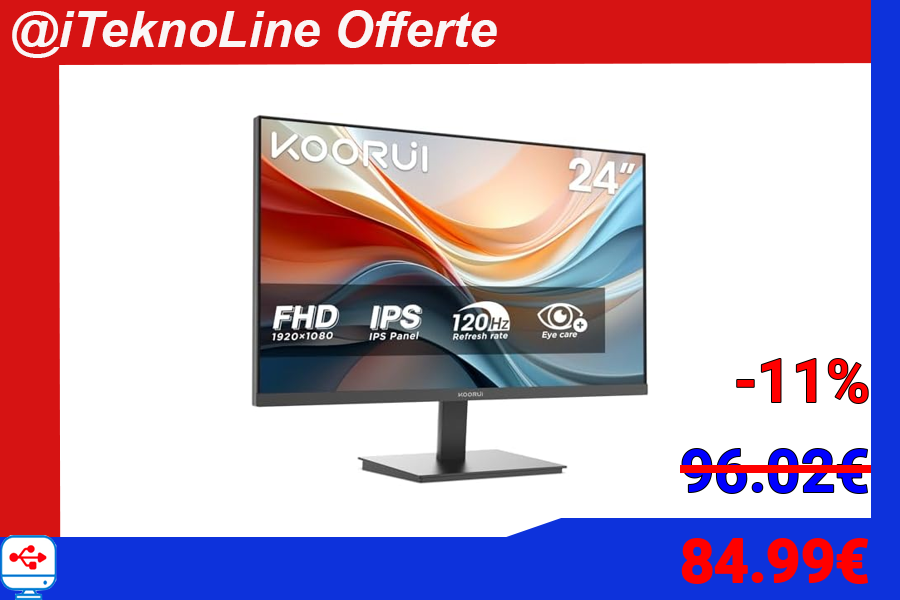 @iTeknoLine Offerte
KOORUI
24"
FHD IPS 120Hz
1920×1080 IPS Panel Refresh rate Eye care
KOORUI
-11%
96.02€
84.99€